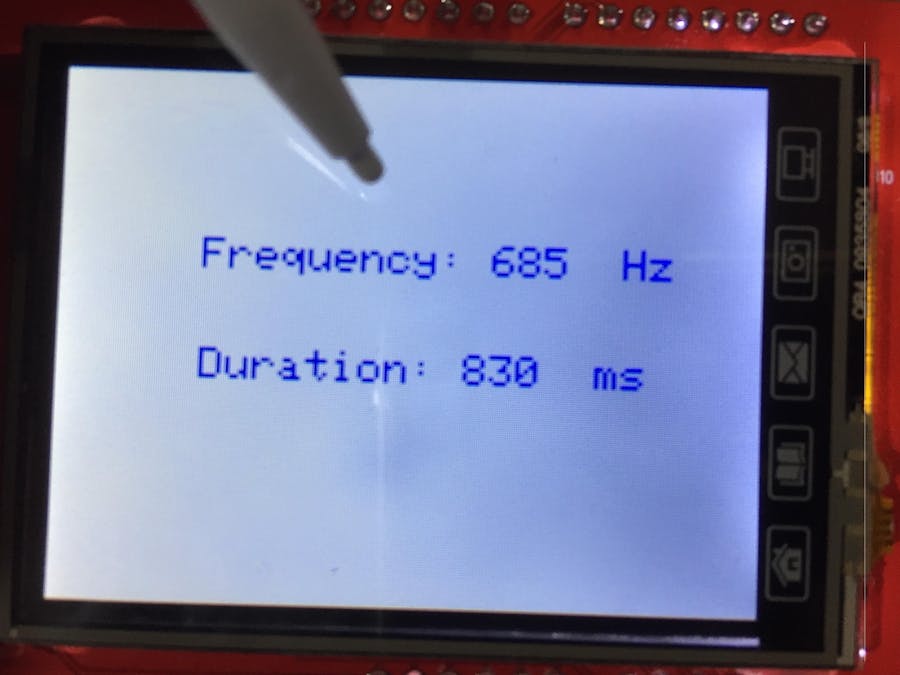 Frequency: 685 Hz
Duration: 830 ms